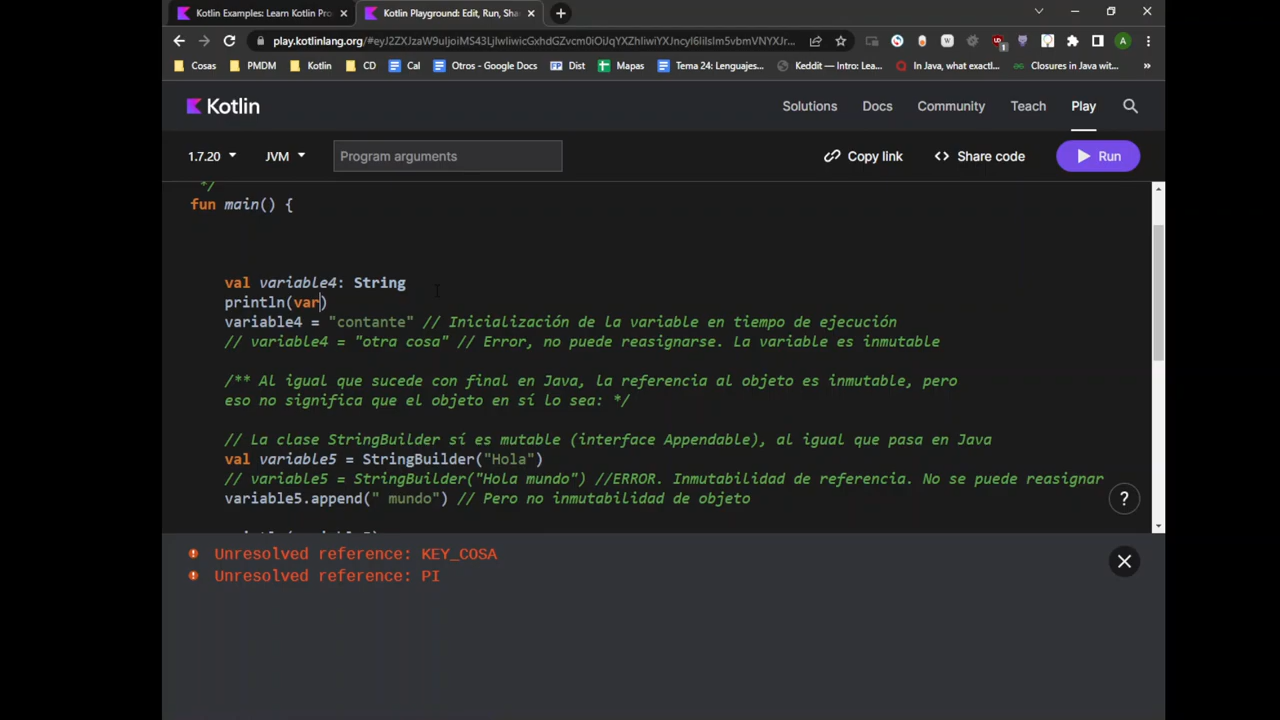 Kotlin Examples: Learn Kotlin Pro
Kotlin Playground: Edit, Run, Sha
play.kotlinlang.org/
Cosas
PMDM
Kotlin
CD
Cal
Otros - Google Docs
Dist
Mapas
Tema 24: Lenguajes...
Keddit — Intro: Lea...
In Java, what exactl...
Closures in Java wit...
»
Kotlin
Solutions
Docs
Community
Teach
Play
1.7.20
JVM
Program arguments
Copy link
Share code
Run
*/
fun main() {
val variable4: String
println(var)
variable4 = "contante" // Inicialización de la variable en tiempo de ejecución
// variable4 = "otra cosa" // Error, no puede reasignarse. La variable es inmutable
/** Al igual que sucede con final en Java, la referencia al objeto es inmutable, pero
eso no significa que el objeto en sí lo sea: */
// La clase StringBuilder sí es mutable (interface Appendable), al igual que pasa en Java
val variable5 = StringBuilder("Hola")
// variable5 = StringBuilder("Hola mundo") //ERROR. Inmutabilidad de referencia. No se puede reasignar
variable5.append(" mundo") // Pero no inmutabilidad de objeto
?
Unresolved reference: KEY_COSA
Unresolved reference: PI